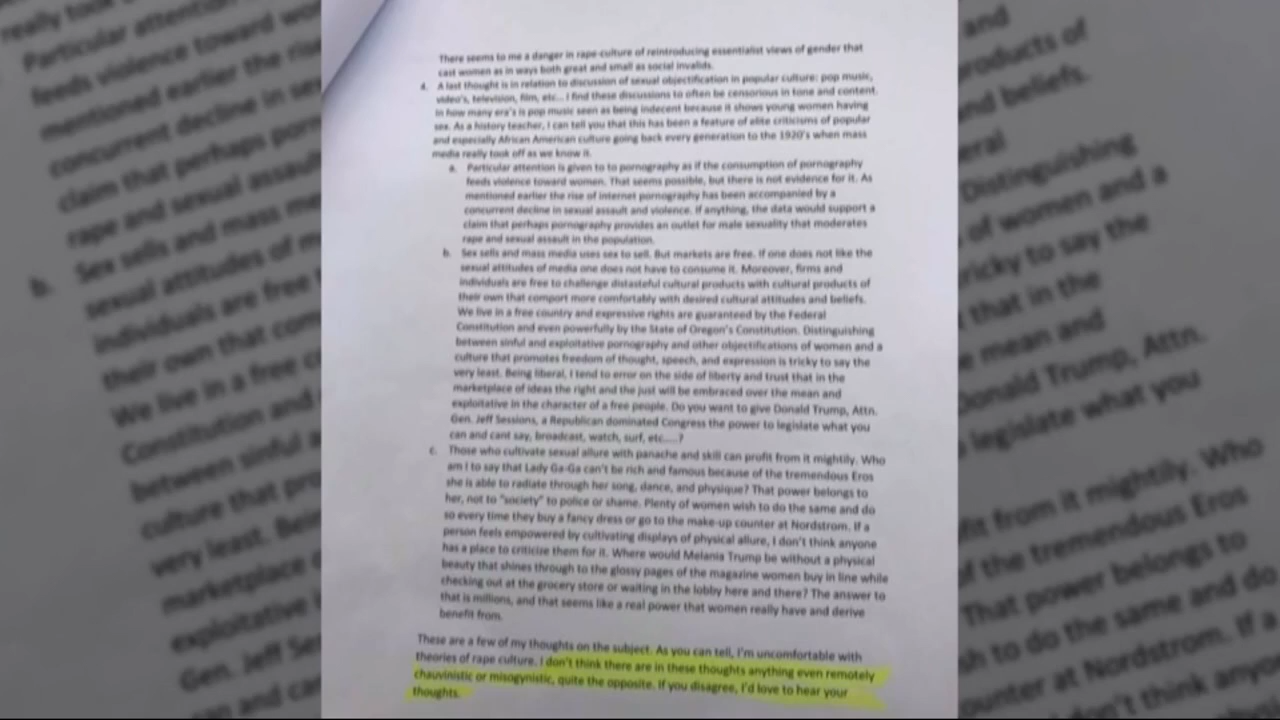 There seems to me a danger in rape-culture of reintroducing essentialist views of gender that
cast women as in ways both great and small as social invalids.
4. A last thought is in relation to discussion of sexual objectification in popular culture: pop music,
video's, television, film, etc... I find these discussions to often be censorious in tone and content.
In how many era's is pop music seen as being indecent because it shows young women having
sex. As a history teacher, I can tell you that this has been a feature of elite criticisms of popular
and especially African American culture going back every generation to the 1920's when mass
media really took off as we know it.
a. Particular attention is given to to pornography as if the consumption of pornography
feeds violence toward women. That seems possible, but there is not evidence for it. As
mentioned earlier the rise of internet pornography has been accompanied by a
concurrent decline in sexual assault and violence. If anything, the data would support a
claim that perhaps pornography provides an outlet for male sexuality that moderates
rape and sexual assault in the population.
b. Sex sells and mass media uses sex to sell. But markets are free. If one does not like the
sexual attitudes of media one does not have to consume it. Moreover, firms and
individuals are free to challenge distasteful cultural products with cultural products of
their own that comport more comfortably with desired cultural attitudes and beliefs.
We live in a free country and expressive rights are guaranteed by the Federal
Constitution and even powerfully by the State of Oregon's Constitution. Distinguishing
between sinful and exploitative pornography and other objectifications of women and a
culture that promotes freedom of thought, speech, and expression is tricky to say the
very least. Being liberal, I tend to error on the side of liberty and trust that in the
marketplace of ideas the right and the just will be embraced over the mean and
exploitative in the character of a free people. Do you want to give Donald Trump, Attn.
Gen. Jeff Sessions, a Republican dominated Congress the power to legislate what you
can and cant say, broadcast, watch, surf, etc.....?
c. Those who cultivate sexual allure with panache and skill can profit from it mightily. Who
am I to say that Lady Ga-Ga can't be rich and famous because of the tremendous Eros
she is able to radiate through her song, dance, and physique? That power belongs to
her, not to "society" to police or shame. Plenty of women wish to do the same and do
so every time they buy a fancy dress or go to the make-up counter at Nordstrom. If a
person feels empowered by cultivating displays of physical allure, I don't think anyone
has a place to criticize them for it. Where would Melania Trump be without a physical
beauty that shines through to the glossy pages of the magazine women buy in line while
checking out at the grocery store or waiting in the lobby here and there? The answer to
that is millions, and that seems like a real power that women really have and derive
benefit from.
These are a few of my thoughts on the subject. As you can tell, I'm uncomfortable with
theories of rape culture. I don't think there are in these thoughts anything even remotely
chauvinistic or misogynistic, quite the opposite. If you disagree, I'd love to hear your
thoughts.